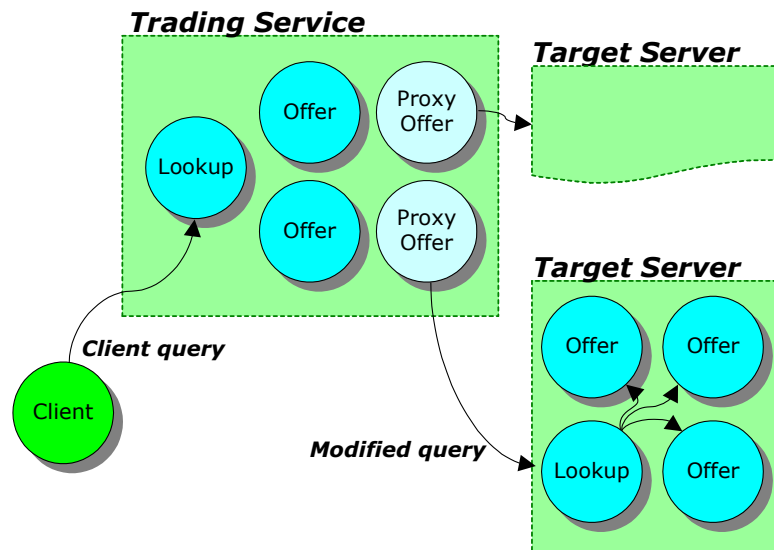 Trading Service
Target Server
Offer
Proxy
Offer
Lookup
Offer
Proxy
Offer
Target Server
Client query
Offer
Offer
Client
Modified query
Lookup
Offer